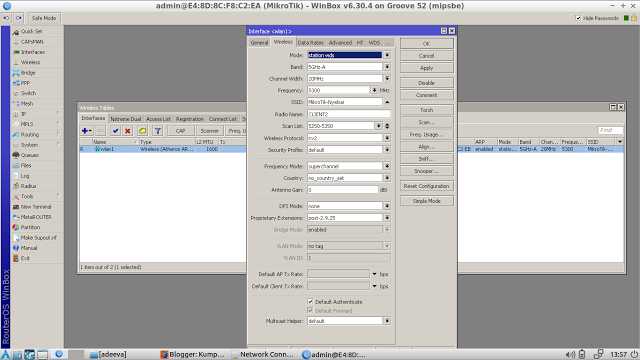 admin@E4:8D:8C:F8:C2:EA (MikroTik) - WinBox v6.30.4 on Groove 52 (mipsbe)
Safe Mode
Hide Passwords
Quick Set
CAPsMAN
Interfaces
Wireless
Bridge
PPP
Switch
Mesh
IP
MPLS
Routing
System
Queues
Files
Log
Radius
Tools
New Terminal
MetaROUTER
Partition
Make Supout.rif
Manual
Exit
RouterOS WinBox
Wireless Tables
Interfaces Nstreme Dual Access List Registration Connect List
CAP Scanner Freq. U
Find
Name Type L2 MTU Tx
wlan1 Wireless (Atheros AR... 1600
ARP Mode Band Chan... Freque... SSID
enabled statio... 5GHz-A 20MHz 5300 MikroTik-...
1 item out of 2 (1 selected)
Interface <wlan1>
General Wireless Data Rates Advanced HT WDS ...
Mode: station wds
Band: 5GHz-A
Channel Width: 20MHz
Frequency: 5300 MHz
SSID: MikroTik-Nyebar
Radio Name:
Scan List: 5250-5350
Wireless Protocol: nv2
Security Profile: default
Frequency Mode: superchannel
Country: no_country_set
Antenna Gain: 0 dBi
DFS Mode: none
Proprietary Extensions: post-2.9.25
Bridge Mode: enabled
VLAN Mode: no tag
VLAN ID: 1
Default AP Tx Rate: bps
Default Client Tx Rate: bps
Default Authenticate
Default Forward
Multicast Helper: default
OK
Cancel
Apply
Disable
Comment
Torch
Scan...
Freq. Usage...
Align...
Sniff...
Snooper...
Reset Configuration
Simple Mode
[adeeva]
Blogger: Kump...
Network Conn...
admin@E4:8D:...
13:57